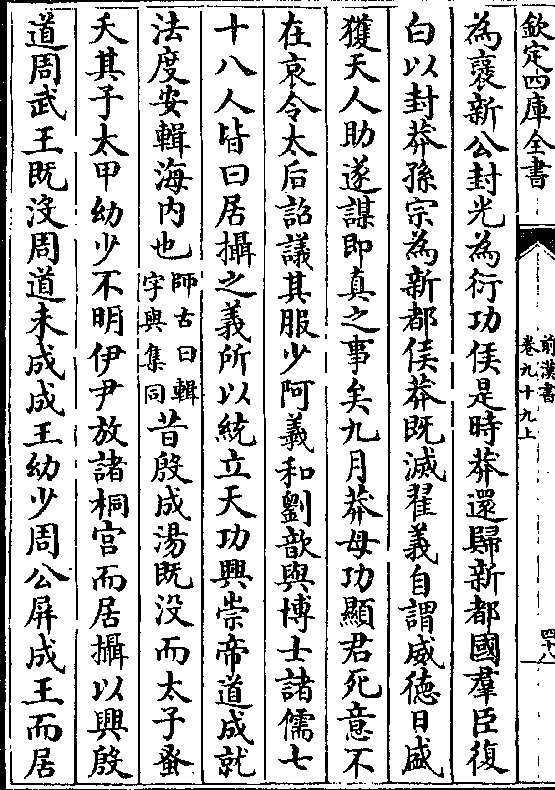 欽定四庫全書
前漢書
卷九十九上
四十八
為襃新公封光為衍功侯是時莽還歸新都國羣臣復
白以封莽孫宗為新都侯莽既滅翟義自謂威德日盛
獲天人助遂謀即真之事矣九月莽母功顯君死意不
在哀令太后詔議其服少阿羲和劉歆與博士諸儒七
十八人皆曰居攝之義所以統立天功興崇帝道成就
法度安輯海内也師古曰輯字與集同昔殷成湯既没而太子蚤
夭其子太甲幼少不明伊尹放諸桐宫而居攝以興殷
道周武王既没周道未成成王幼少周公屏成王而居